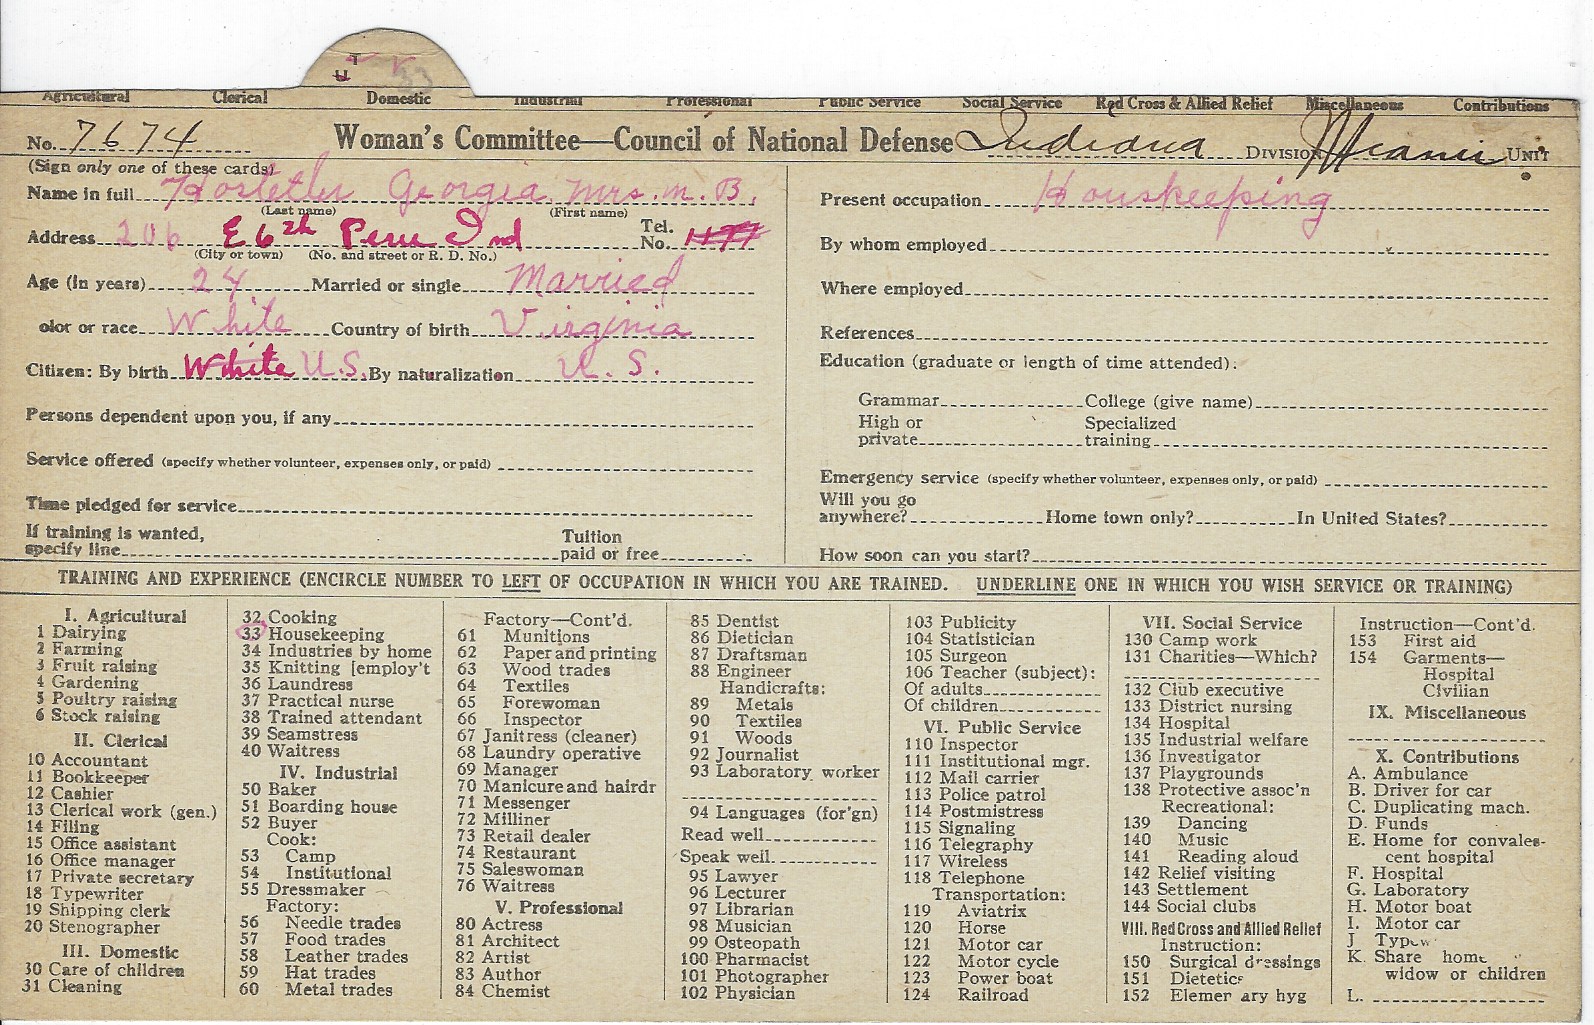 33
Agricultural Clerical Domestic Industrial Professional Public Service Social Service Red Cross & Allied Relief Miscellaneous Contributions
No. 7674 Woman's Committee—Council of National Defense Indiana Division Miami Unit
(Sign only one of these cards)
Name in full Hostetler Georgia Mrs. M. B.
(Last name) (First name)
Address 206 E 6th Peru Ind Tel. No. 1177
(City or town) (No. and street or R. D. No.)
Age (in years) 24 Married or single Married
olor or race White Country of birth Virginia
Citizen: By birth White U.S. By naturalization U. S.
Persons dependent upon you, if any
Service offered (specify whether volunteer, expenses only, or paid)
Time pledged for service
If training is wanted, specify line Tuition paid or free
Present occupation Houskeeping
By whom employed
Where employed
References
Education (graduate or length of time attended):
Grammar College (give name)
High or private Specialized training
Emergency service (specify whether volunteer, expenses only, or paid)
Will you go anywhere? Home town only? In United States?
How soon can you start?
TRAINING AND EXPERIENCE (ENCIRCLE NUMBER TO LEFT OF OCCUPATION IN WHICH YOU ARE TRAINED. UNDERLINE ONE IN WHICH YOU WISH SERVICE OR TRAINING)
I. Agricultural
1 Dairying
2 Farming
3 Fruit raising
4 Gardening
5 Poultry raising
6 Stock raising
II. Clerical
10 Accountant
11 Bookkeeper
12 Cashier
13 Clerical work (gen.)
14 Filing
15 Office assistant
16 Office manager
17 Private secretary
18 Typewriter
19 Shipping clerk
20 Stenographer
III. Domestic
30 Care of children
31 Cleaning
32 Cooking
33 Housekeeping
34 Industries by home
35 Knitting [employ't
36 Laundress
37 Practical nurse
38 Trained attendant
39 Seamstress
40 Waitress
IV. Industrial
50 Baker
51 Boarding house
52 Buyer
Cook:
53 Camp
54 Institutional
55 Dressmaker
Factory:
56 Needle trades
57 Food trades
58 Leather trades
59 Hat trades
60 Metal trades
Factory—Cont'd.
61 Munitions
62 Paper and printing
63 Wood trades
64 Textiles
65 Forewoman
66 Inspector
67 Janitress (cleaner)
68 Laundry operative
69 Manager
70 Manicure and hairdr
71 Messenger
72 Milliner
73 Retail dealer
74 Restaurant
75 Saleswoman
76 Waitress
V. Professional
80 Actress
81 Architect
82 Artist
83 Author
84 Chemist
85 Dentist
86 Dietician
87 Draftsman
88 Engineer
Handicrafts:
89 Metals
90 Textiles
91 Woods
92 Journalist
93 Laboratory worker
94 Languages (for'gn)
Read well
Speak well
95 Lawyer
96 Lecturer
97 Librarian
98 Musician
99 Osteopath
100 Pharmacist
101 Photographer
102 Physician
103 Publicity
104 Statistician
105 Surgeon
106 Teacher (subject):
Of adults
Of children
VI. Public Service
110 Inspector
111 Institutional mgr.
112 Mail carrier
113 Police patrol
114 Postmistress
115 Signaling
116 Telegraphy
117 Wireless
118 Telephone
Transportation:
119 Aviatrix
120 Horse
121 Motor car
122 Motor cycle
123 Power boat
124 Railroad
VII. Social Service
130 Camp work
131 Charities—Which?
132 Club executive
133 District nursing
134 Hospital
135 Industrial welfare
136 Investigator
137 Playgrounds
138 Protective assoc'n
Recreational:
139 Dancing
140 Music
141 Reading aloud
142 Relief visiting
143 Settlement
144 Social clubs
VIII. Red Cross and Allied Relief
Instruction:
150 Surgical dressings
151 Dietetics
152 Elemer ary hyg
Instruction—Cont'd.
153 First aid
154 Garments—
Hospital
Civilian
IX. Miscellaneous
X. Contributions
A. Ambulance
B. Driver for car
C. Duplicating mach.
D. Funds
E. Home for convales-
cent hospital
F. Hospital
G. Laboratory
H. Motor boat
I. Motor car
J Typew
K. Share home
widow or children
L.